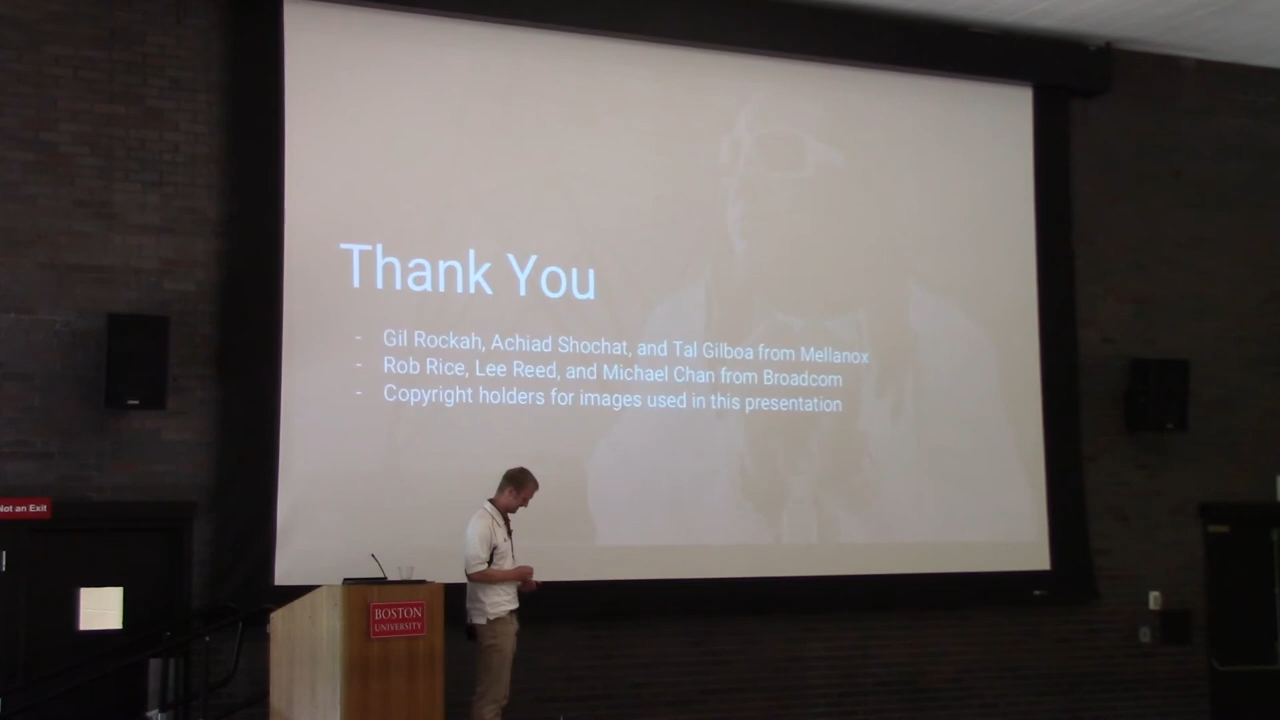 Thank You
- Gil Rockah, Achiad Shochat, and Tal Gilboa from Mellanox
- Rob Rice, Lee Reed, and Michael Chan from Broadcom
- Copyright holders for images used in this presentation
Not an Exit
BOSTON
UNIVERSITY